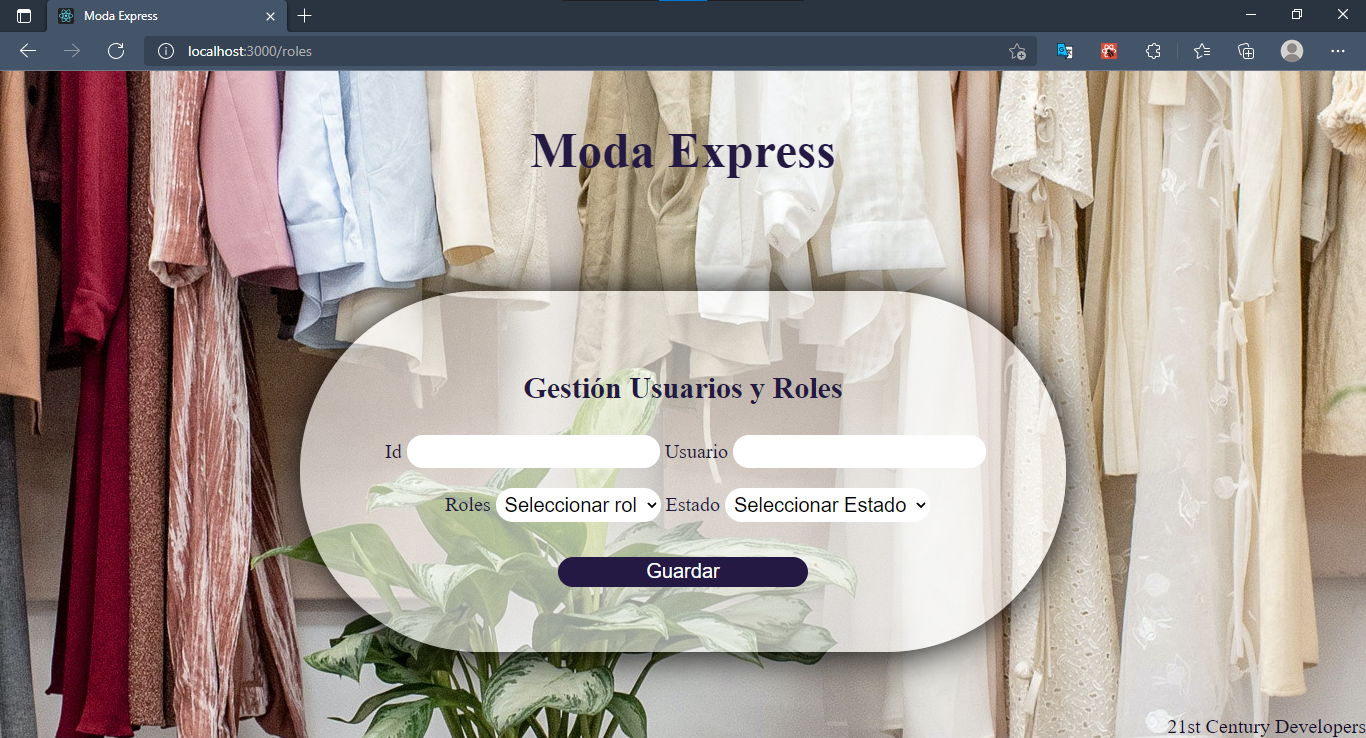 Moda Express
localhost:3000/roles
Moda Express
Gestión Usuarios y Roles
Id Usuario
Roles Seleccionar rol Estado Seleccionar Estado
Guardar
21st Century Developers